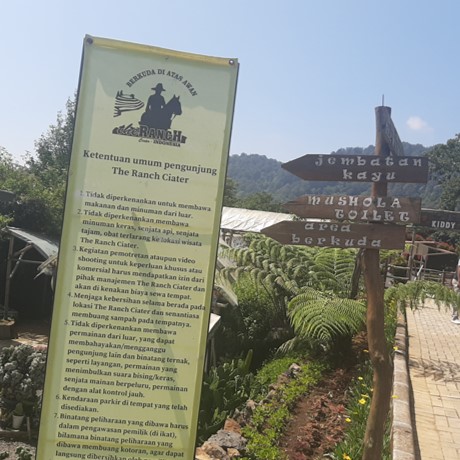 BERKUDA DI ATAS AWAN
the RANCH
INDONESIA
Ketentuan umum pengunjung
The Ranch Ciater
1. Tidak diperkenankan membawa
makanan dan minuman dari luar.
2. Tidak diperkenankan membawa
minuman keras, senjata api, senjata
tajam, obat terlarang ke lokasi wisata
The Ranch Ciater.
3. Kegiatan pemotretan ataupun video
shooting untuk keperluan khusus atau
komersial harus mendapatkan izin dari
pihak manajemen The Ranch Ciater dan
akan di kenakan biaya sewa tempat.
4. Menjaga kebersihan selama berada pada
lokasi The Ranch Ciater dan senantiasa
membuang sampah pada tempatnya.
5. Tidak diperkenankan membawa
permainan dari luar, yang dapat
membahayakan/mengganggu
pengunjung lain dan binatang ternak,
seperti layangan, permainan yang
menimbulkan suara bising/keras,
senjata mainan berpeluru, permainan
dengan alat kontrol jauh.
6. Kendaraan parkir di tempat yang telah
disediakan.
7. Binatang peliharaan yang dibawa harus
dalam pengawasan pemilik (di ikat),
bilamana binatang peliharaan yang
dibawa membuang kotoran, agar dapat
langsung dibersihkan oleh
Jembatan
kayu
MUSHOLA
TOILET
KIDDY
area
berkuda